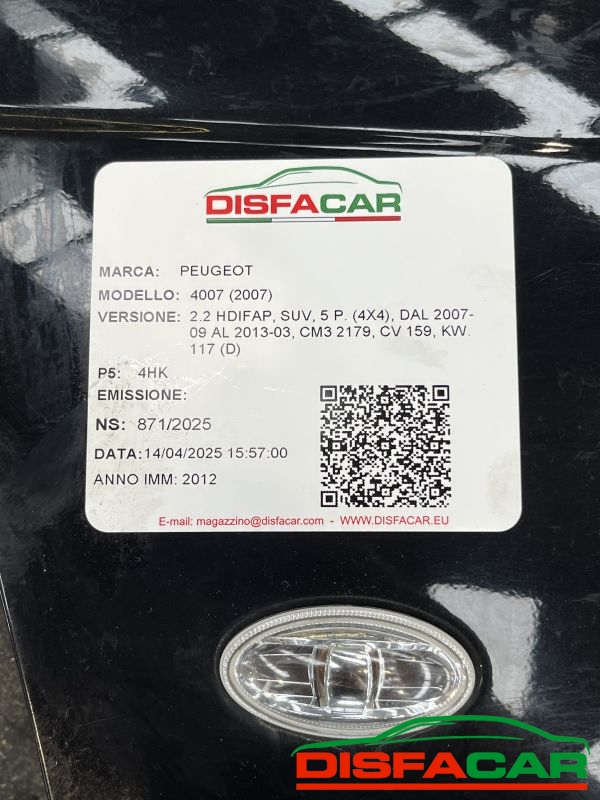 DISFACAR
MARCA: PEUGEOT
MODELLO: 4007 (2007)
VERSIONE: 2.2 HDIFAP, SUV, 5 P. (4X4), DAL 2007-
09 AL 2013-03, CM3 2179, CV 159, KW.
117 (D)
P5: 4HK
EMISSIONE:
NS: 871/2025
DATA:14/04/2025 15:57:00
ANNO IMM: 2012
E-mail: magazzino@disfacar.com - WWW.DISFACAR.EU
DISFACAR